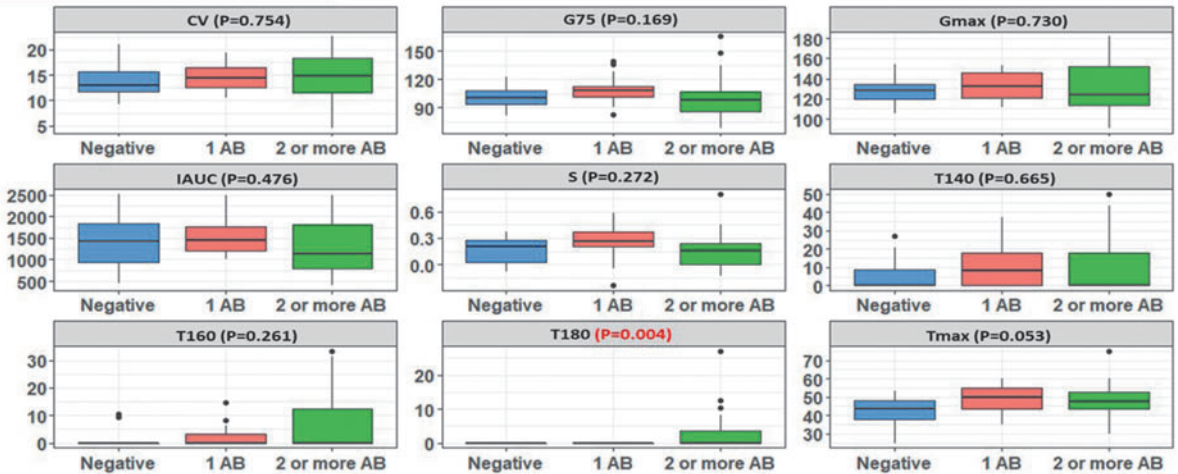 CV (P=0.754)
20
15
10
5
Negative 1 AB 2 or more AB
G75 (P=0.169)
150
120
90
Negative 1 AB 2 or more AB
Gmax (P=0.730)
180
160
140
120
100
Negative 1 AB 2 or more AB
IAUC (P=0.476)
2500
2000
1500
1000
500
Negative 1 AB 2 or more AB
S (P=0.272)
0.6
0.3
0.0
Negative 1 AB 2 or more AB
T140 (P=0.665)
50
40
30
20
10
0
Negative 1 AB 2 or more AB
T160 (P=0.261)
30
20
10
0
Negative 1 AB 2 or more AB
T180 (P=0.004)
20
10
0
Negative 1 AB 2 or more AB
Tmax (P=0.053)
70
60
50
40
30
Negative 1 AB 2 or more AB